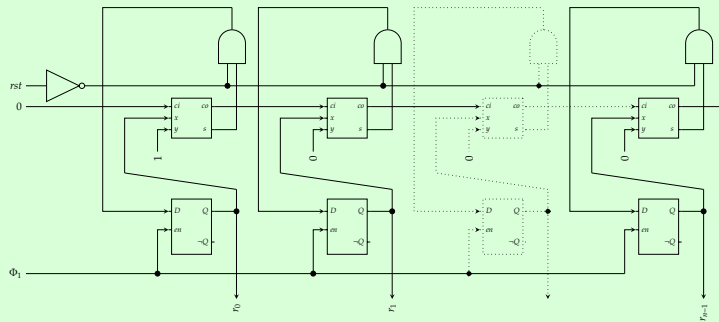 rst
0
ci co
x
y s
1
ci co
x
y s
0
ci co
x
y s
0
ci co
x
y s
0
D Q
en
¬Q
D Q
en
¬Q
D Q
en
¬Q
D Q
en
¬Q
Φ₁
r₀
r₁
rₙ₋₁